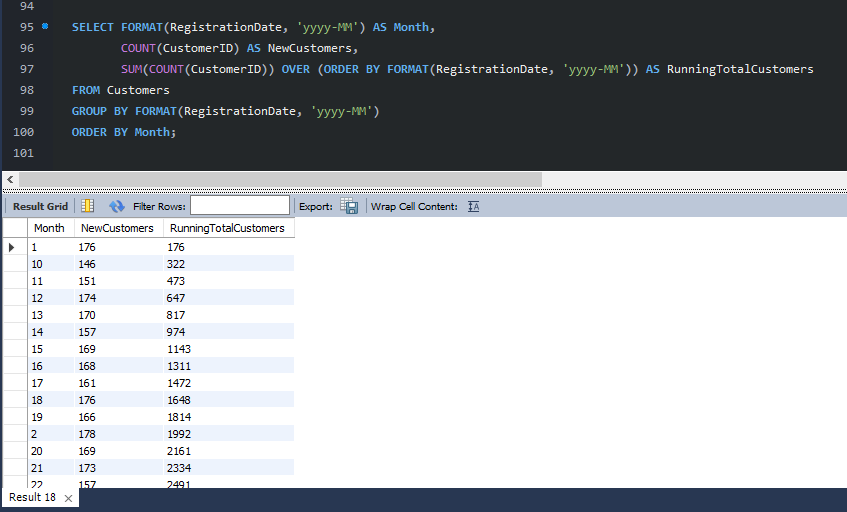 94
95 SELECT FORMAT(RegistrationDate, 'yyyy-MM') AS Month,
96 COUNT(CustomerID) AS NewCustomers,
97 SUM(COUNT(CustomerID)) OVER (ORDER BY FORMAT(RegistrationDate, 'yyyy-MM')) AS RunningTotalCustomers
98 FROM Customers
99 GROUP BY FORMAT(RegistrationDate, 'yyyy-MM')
100 ORDER BY Month;
101
Result Grid Filter Rows: Export: Wrap Cell Content: IA
Month NewCustomers RunningTotalCustomers
1 176 176
10 146 322
11 151 473
12 174 647
13 170 817
14 157 974
15 169 1143
16 168 1311
17 161 1472
18 176 1648
19 166 1814
2 178 1992
20 169 2161
21 173 2334
22 157 2491
Result 18 ×